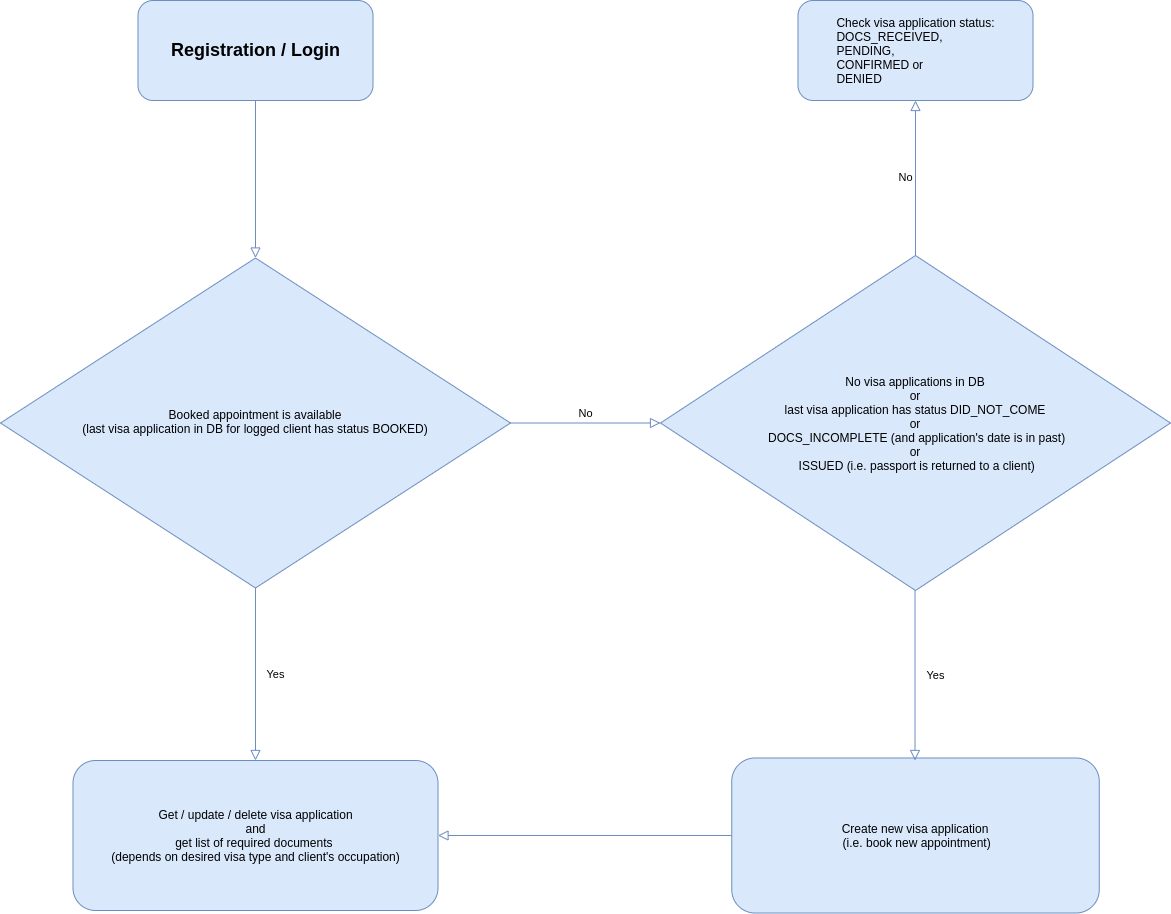 Registration / Login
Check visa application status:
DOCS_RECEIVED,
PENDING,
CONFIRMED or
DENIED
No
Booked appointment is available
(last visa application in DB for logged client has status BOOKED)
No
No visa applications in DB
or
last visa application has status DID_NOT_COME
or
DOCS_INCOMPLETE (and application's date is in past)
or
ISSUED (i.e. passport is returned to a client)
Yes
Yes
Get / update / delete visa application
and
get list of required documents
(depends on desired visa type and client's occupation)
Create new visa application
(i.e. book new appointment)